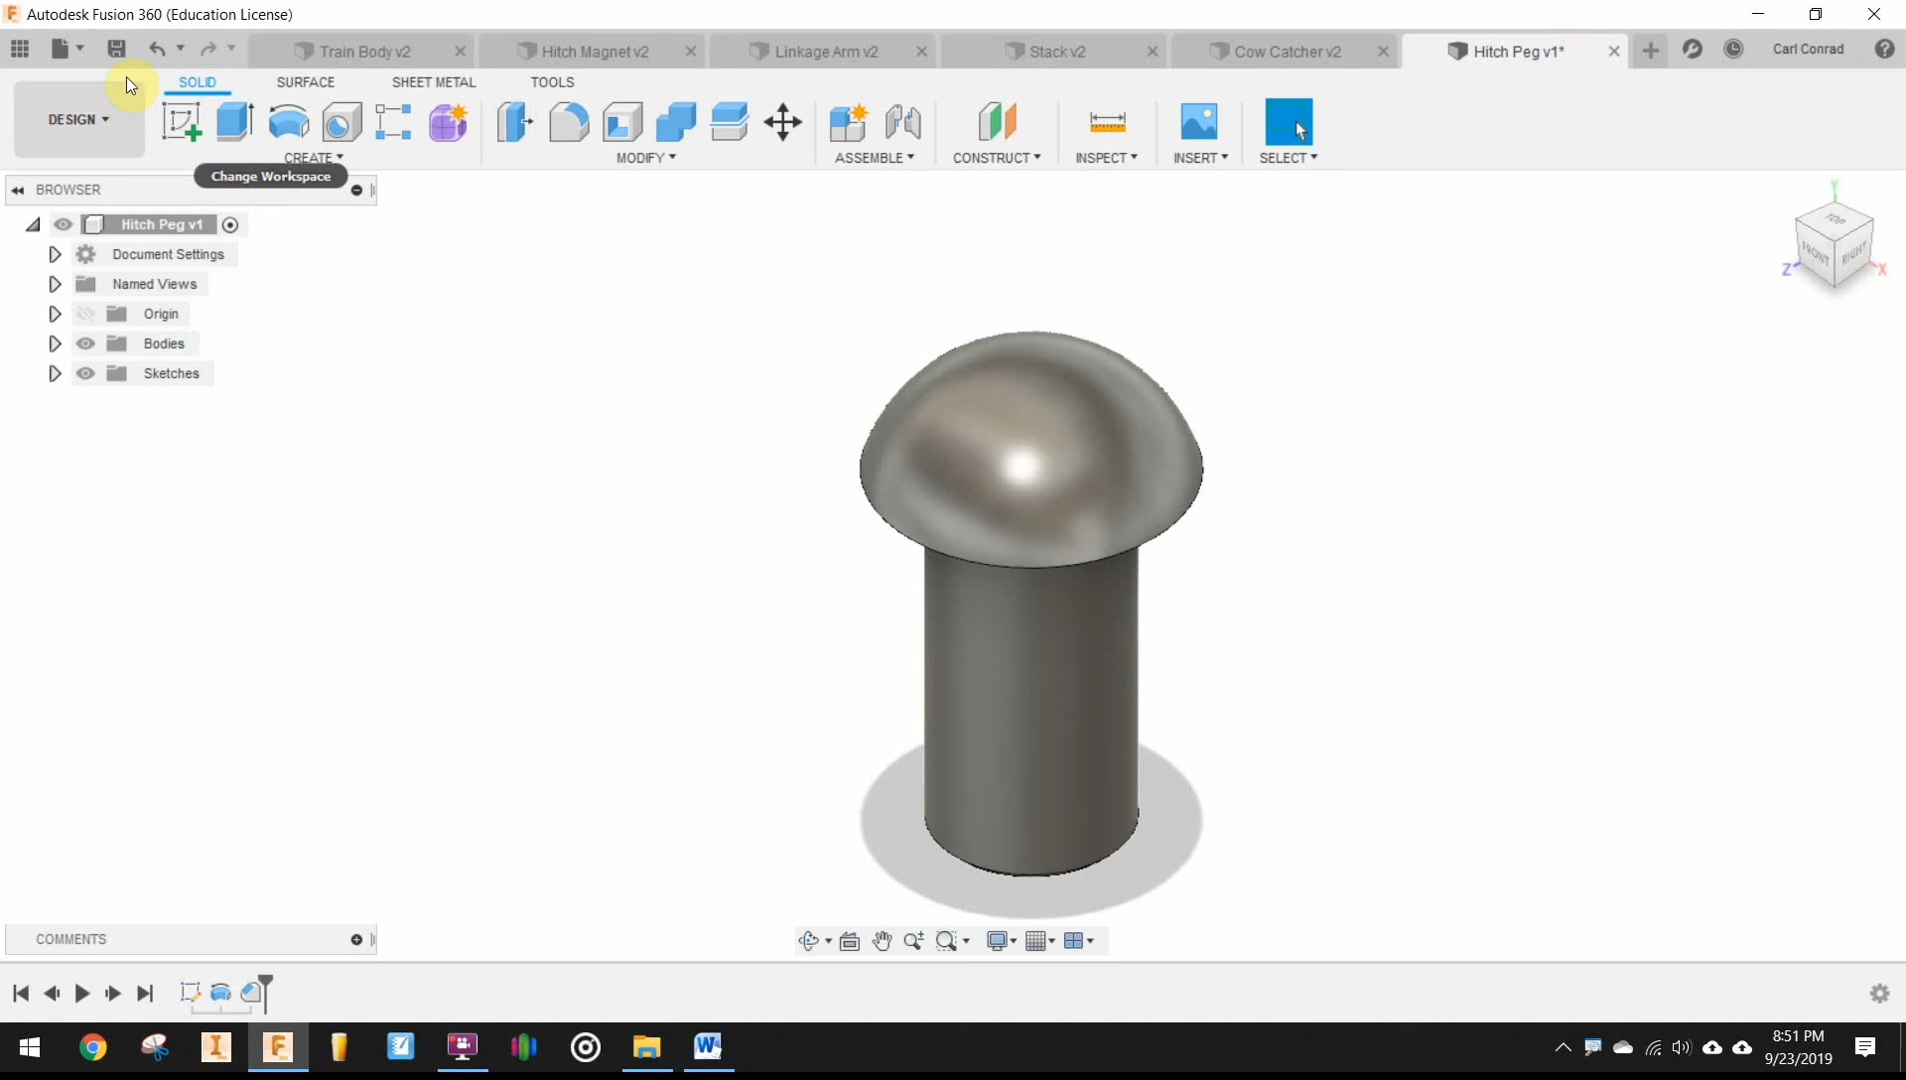 Autodesk Fusion 360 (Education License)
Train Body v2
Hitch Magnet v2
Linkage Arm v2
Stack v2
Cow Catcher v2
Hitch Peg v1*
Carl Conrad
SOLID
SURFACE
SHEET METAL
TOOLS
DESIGN
CREATE
MODIFY
ASSEMBLE
CONSTRUCT
INSPECT
INSERT
SELECT
Change Workspace
BROWSER
Hitch Peg v1
Document Settings
Named Views
Origin
Bodies
Sketches
TOP
FRONT
RIGHT
Y
Z
X
COMMENTS
8:51 PM
9/23/2019